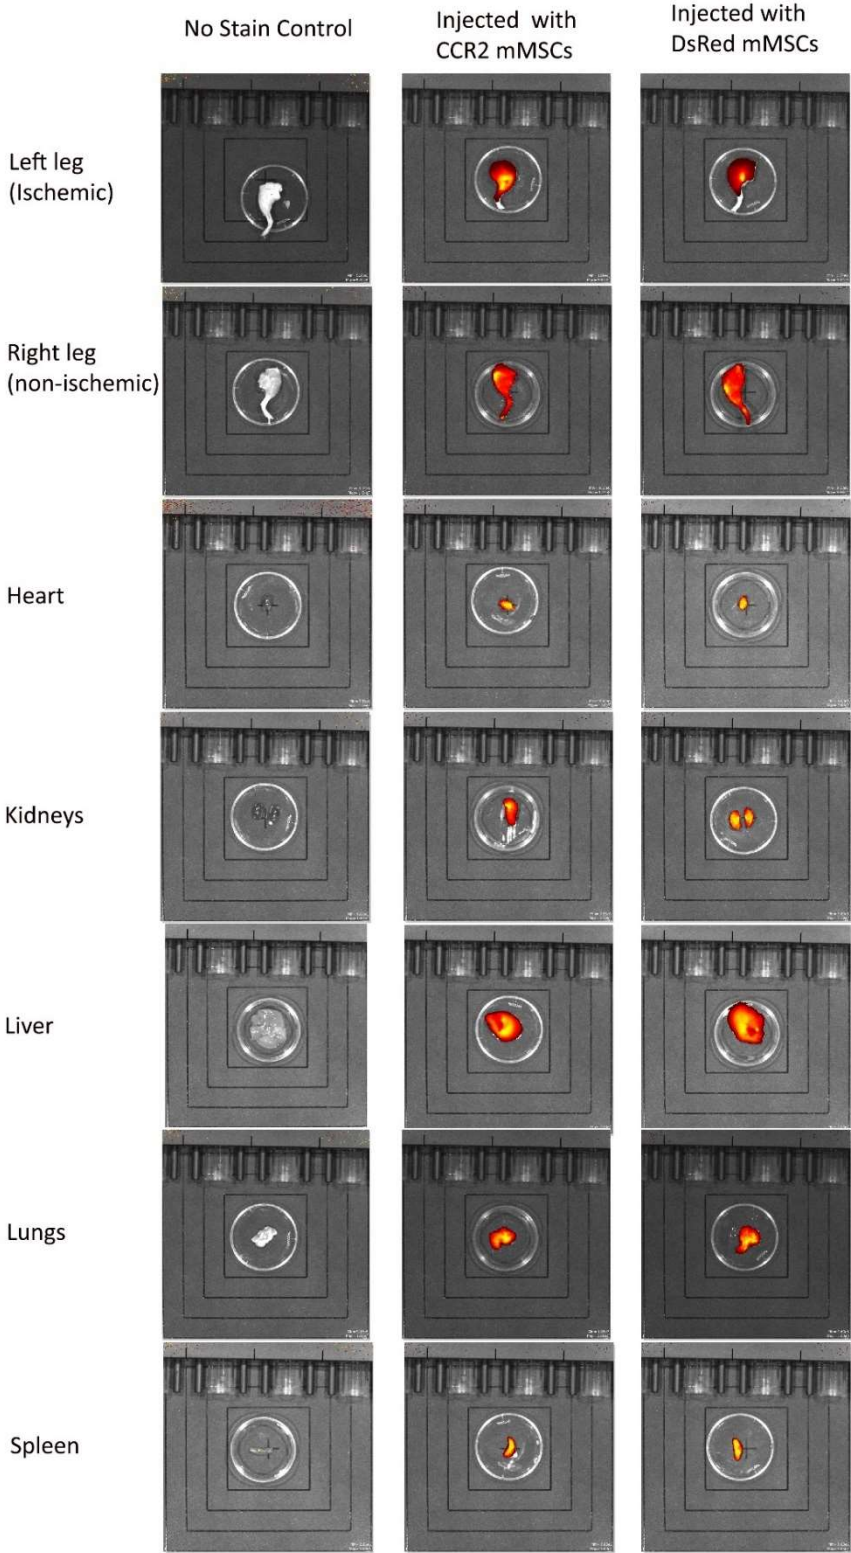 No Stain Control
Injected with
CCR2 mMSCs
Injected with
DsRed mMSCs
Left leg
(Ischemic)
Right leg
(non-ischemic)
Heart
Kidneys
Liver
Lungs
Spleen